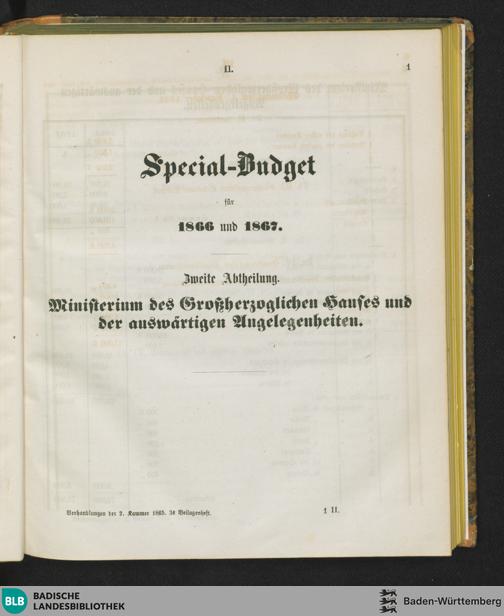 II.
1
Special-Budget
für
1866 und 1867.
Zweite Abtheilung.
Ministerium des Großherzoglichen Hauses und
der auswärtigen Angelegenheiten.
Verhandlungen der 2. Kammer 1865. 3s Beilagenheft.
1 II.
BLB
BADISCHE
LANDESBIBLIOTHEK
Baden-Württemberg